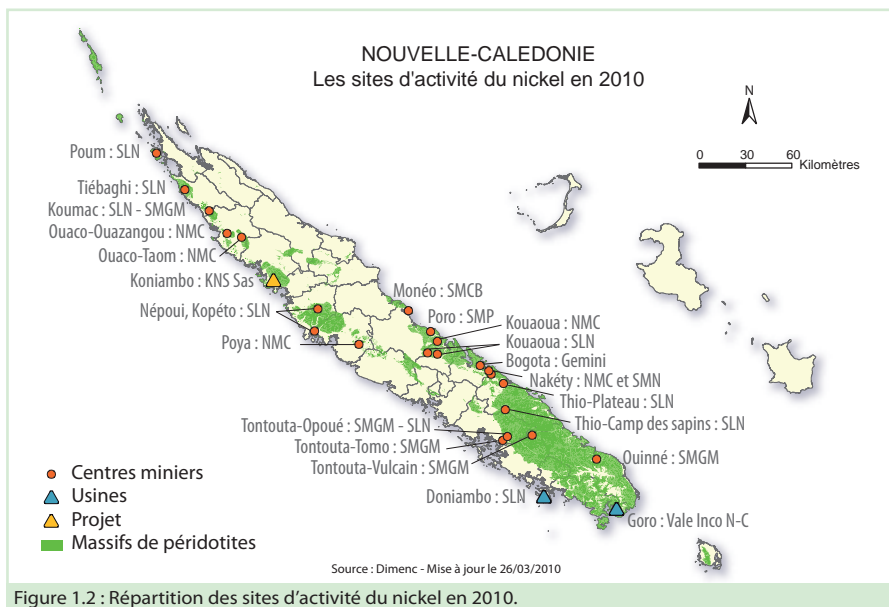 NOUVELLE-CALEDONIE
Les sites d'activité du nickel en 2010
N
0 30 60
Kilomètres
Poum : SLN
Tiébaghi : SLN
Koumac : SLN - SMGM
Ouaco-Ouazangou : NMC
Ouaco-Taom : NMC
Koniambo : KNS Sas
Népoui, Kopéto : SLN
Poya : NMC
Monéo : SMCB
Poro : SMP
Kouaoua : NMC
Kouaoua : SLN
Bogota : Gemini
Nakéty : NMC et SMN
Thio-Plateau : SLN
Thio-Camp des sapins : SLN
Tontouta-Opoué : SMGM - SLN
Tontouta-Tomo : SMGM
Tontouta-Vulcain : SMGM
Ouinné : SMGM
Doniambo : SLN
Goro : Vale Inco N-C
Centres miniers
Usines
Projet
Massifs de péridotites
Source : Dimenc - Mise à jour le 26/03/2010
Figure 1.2 : Répartition des sites d'activité du nickel en 2010.